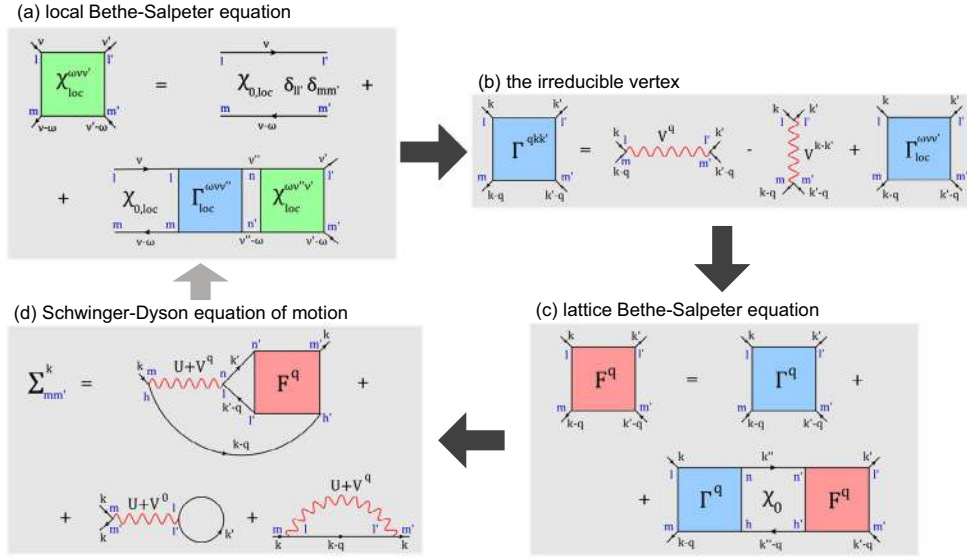 (a) local Bethe-Salpeter equation
ν ν'
l l'
χ_loc^ωνν' = χ_0,loc δ_ll' δ_mm' +
m m'
ν-ω ν'-ω
ν
l l'
m m'
ν-ω
+ χ_0,loc Γ_loc^ωνν'' χ_loc^ων''ν'
ν ν'' ν'
l l n l'
m m n' m'
ν-ω ν''-ω ν'-ω
(b) the irreducible vertex
k k' k k' k k' k k'
l l' l l' l l' l l'
Γ^qkk' = V^q - V^k-k' + Γ_loc^ωνν'
m m' m m' m m' m m'
k-q k'-q k-q k'-q k-q k'-q k-q k'-q
(c) lattice Bethe-Salpeter equation
k k' k k'
l l' l l'
F^q = Γ^q +
m m' m m'
k-q k'-q k-q k'-q
k k'' k'
l n n' l'
+ Γ^q χ_0 F^q
m h h' m'
k-q k''-q k'-q
(d) Schwinger-Dyson equation of motion
n' m' k
k m U+V^q n k'
Σ_mm'^k = F^q +
h l k'-q l' h'
k-q
+ k m U+V^0 l k' +
k m' l'
U+V^q
m l l' m'
k k-q k